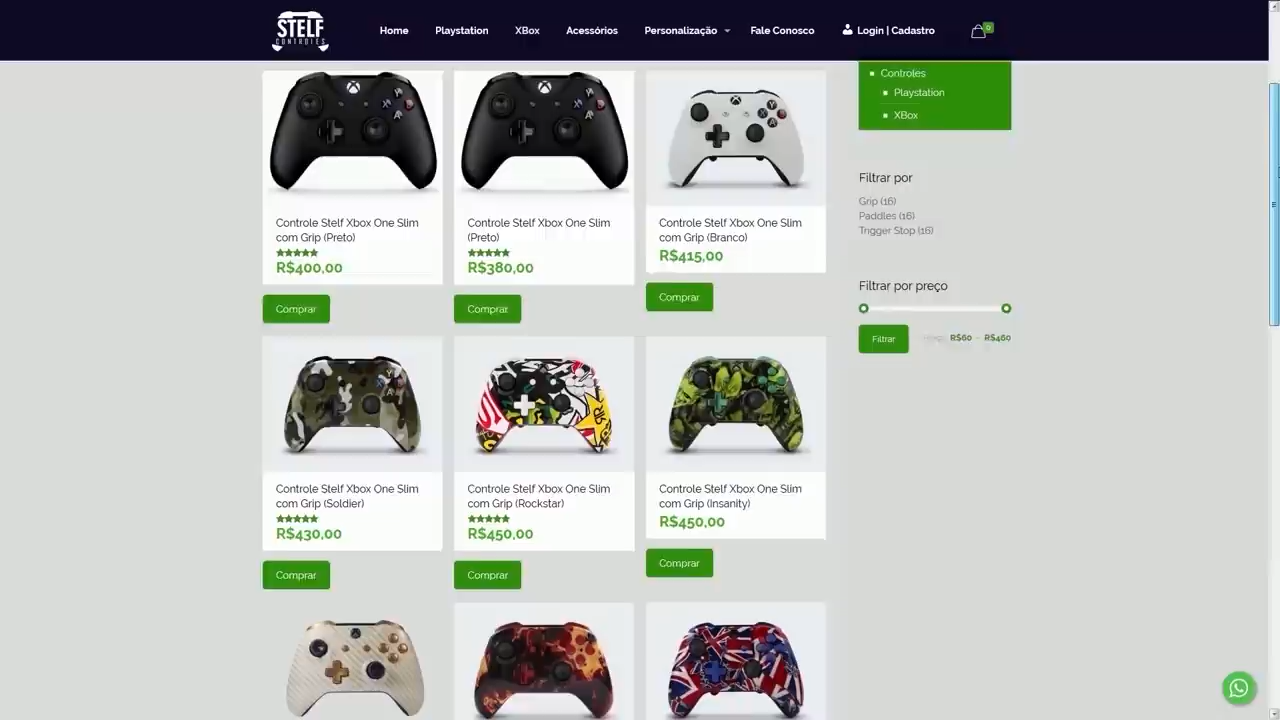 STELF
CONTROLES
Home
Playstation
XBox
Acessórios
Personalização
Fale Conosco
Login | Cadastro
0
Controles
Playstation
XBox
Controle Stelf Xbox One Slim
com Grip (Preto)
R$400,00
Comprar
Controle Stelf Xbox One Slim
(Preto)
R$380,00
Comprar
Controle Stelf Xbox One Slim
com Grip (Branco)
R$415,00
Comprar
Filtrar por
Grip (16)
Paddles (16)
Trigger Stop (16)
Filtrar por preço
Filtrar
R$60 - R$460
Controle Stelf Xbox One Slim
com Grip (Soldier)
R$430,00
Comprar
Controle Stelf Xbox One Slim
com Grip (Rockstar)
R$450,00
Comprar
Controle Stelf Xbox One Slim
com Grip (Insanity)
R$450,00
Comprar